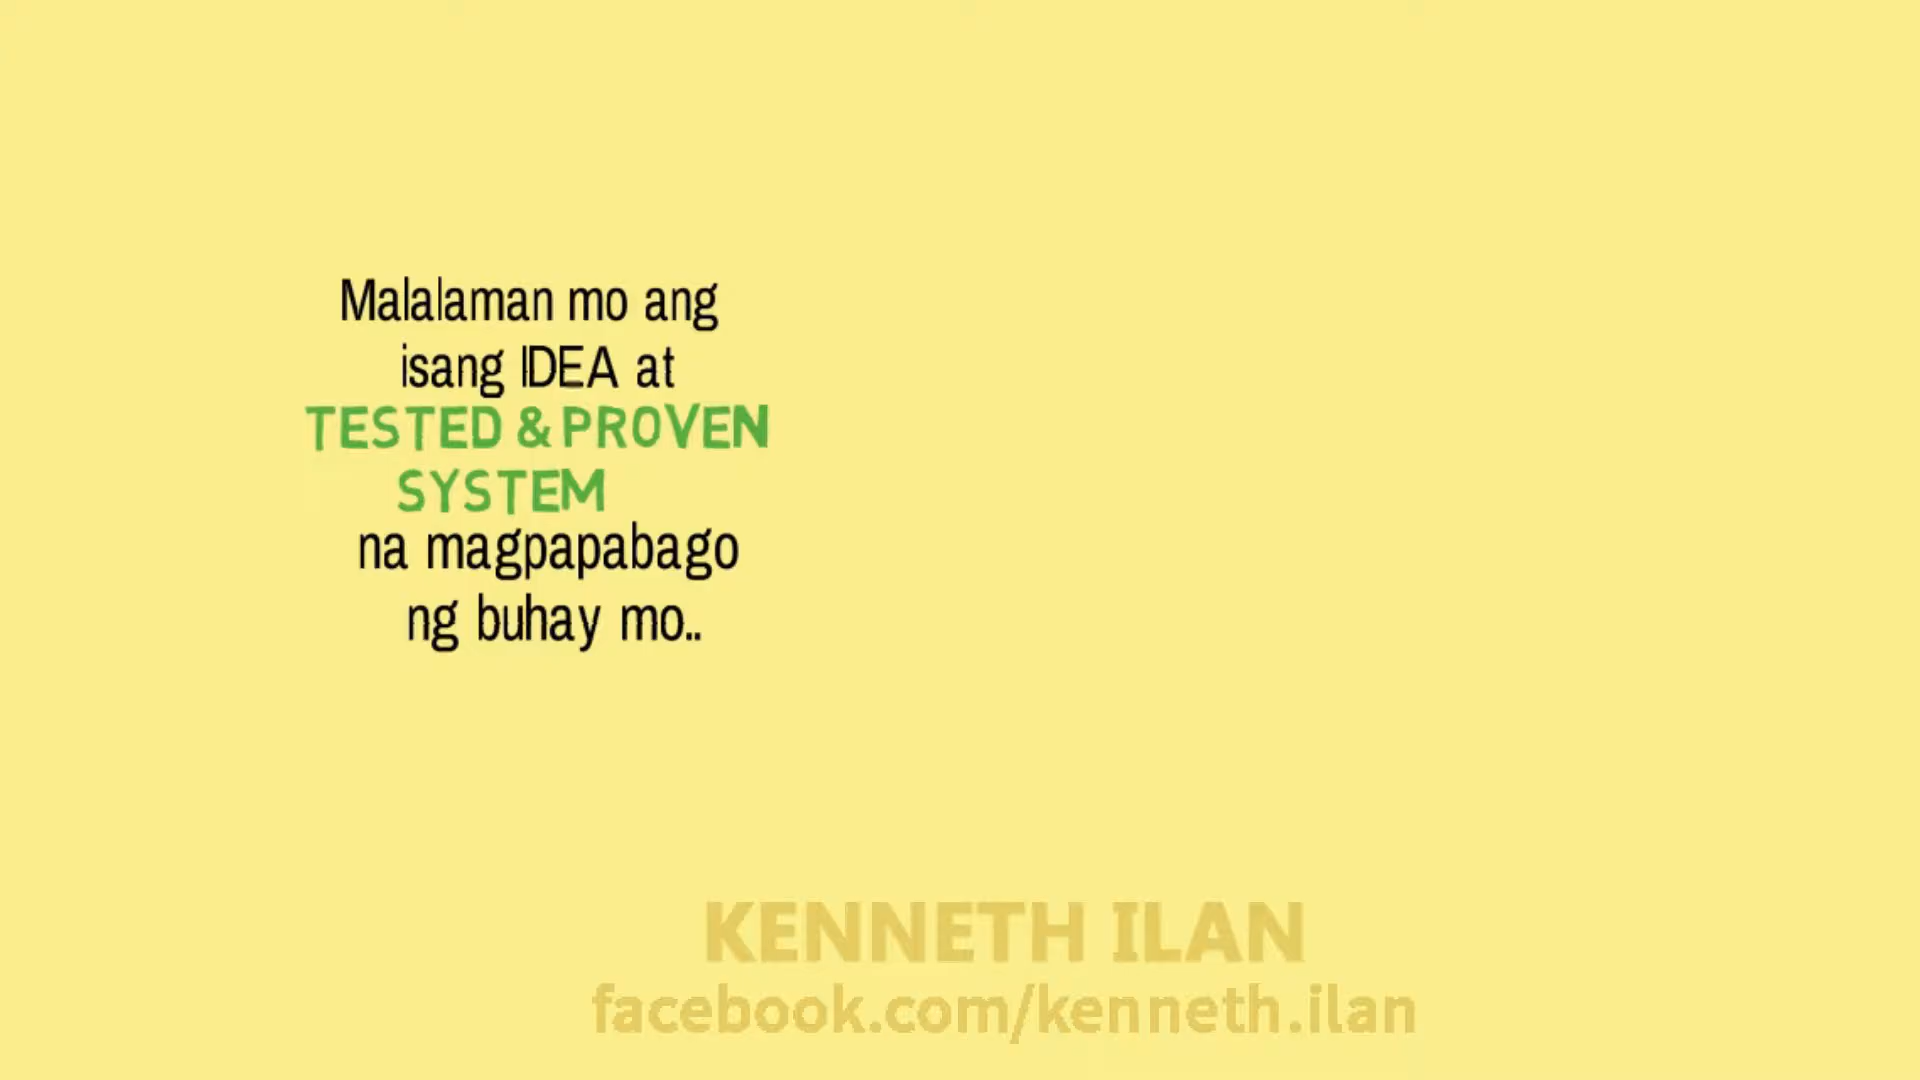 Malalaman mo ang
isang IDEA at
TESTED & PROVEN
SYSTEM
na magpapabago
ng buhay mo..
KENNETH ILAN
facebook.com/kenneth.ilan